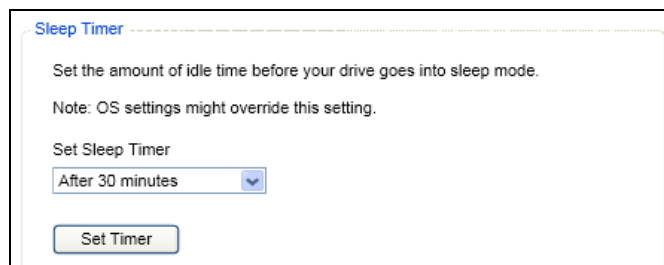 Sleep Timer
Set the amount of idle time before your drive goes into sleep mode.
Note: OS settings might override this setting.
Set Sleep Timer
After 30 minutes
Set Timer